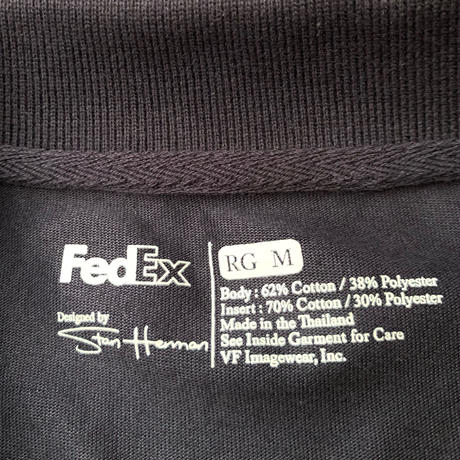 FedEx
Designed by
Stan Herman
RG M
Body : 62% Cotton / 38% Polyester
Insert : 70% Cotton / 30% Polyester
Made in the Thailand
See Inside Garment for Care
VF Imagewear, Inc.